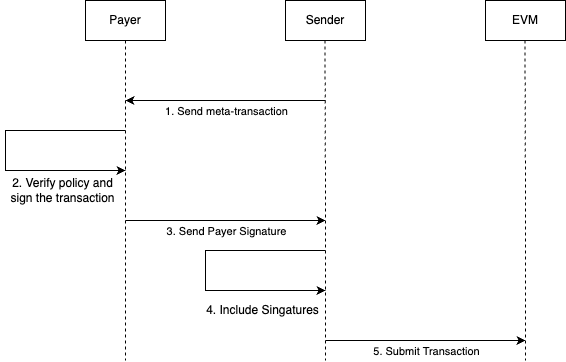 Payer
Sender
EVM
1. Send meta-transaction
2. Verify policy and
sign the transaction
3. Send Payer Signature
4. Include Singatures
5. Submit Transaction